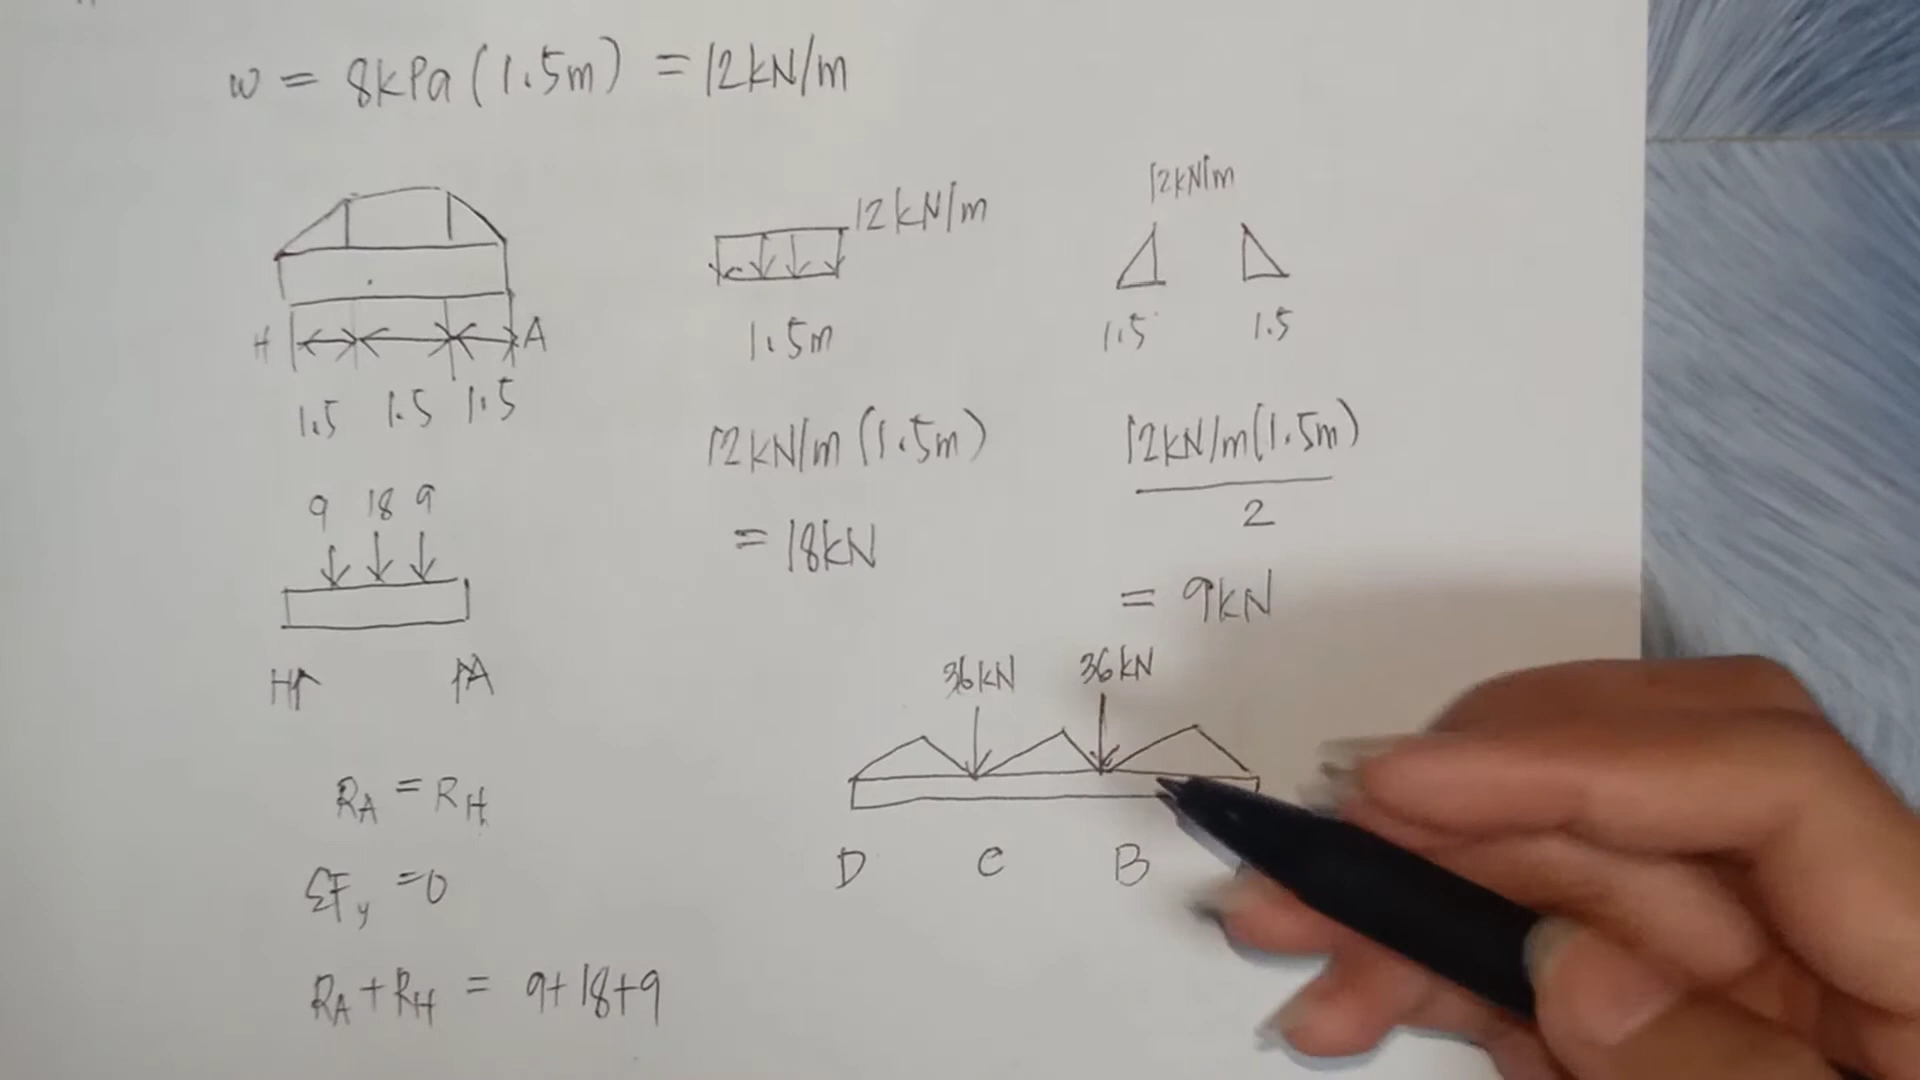 w = 8kPa (1.5m) = 12kN/m
12kN/m
12kN/m
H A
1.5 1.5 1.5
1.5m
1.5 1.5
9 18 9
12kN/m (1.5m)
= 18kN
12kN/m(1.5m)
2
= 9kN
H A
36kN 36kN
D C B
RA = RH
ΣFy = 0
RA + RH = 9+18+9